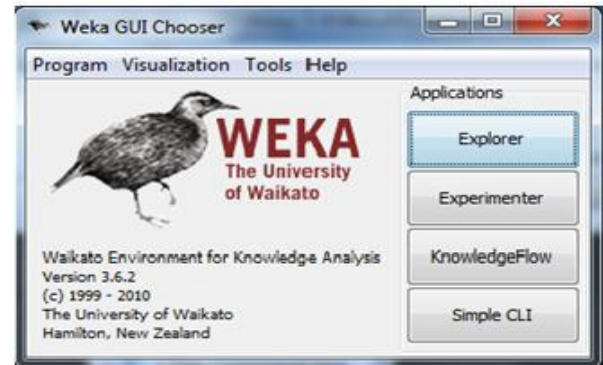 Weka GUI Chooser
Program Visualization Tools Help
WEKA
The University
of Waikato
Waikato Environment for Knowledge Analysis
Version 3.6.2
(c) 1999 - 2010
The University of Waikato
Hamilton, New Zealand
Applications
Explorer
Experimenter
KnowledgeFlow
Simple CLI